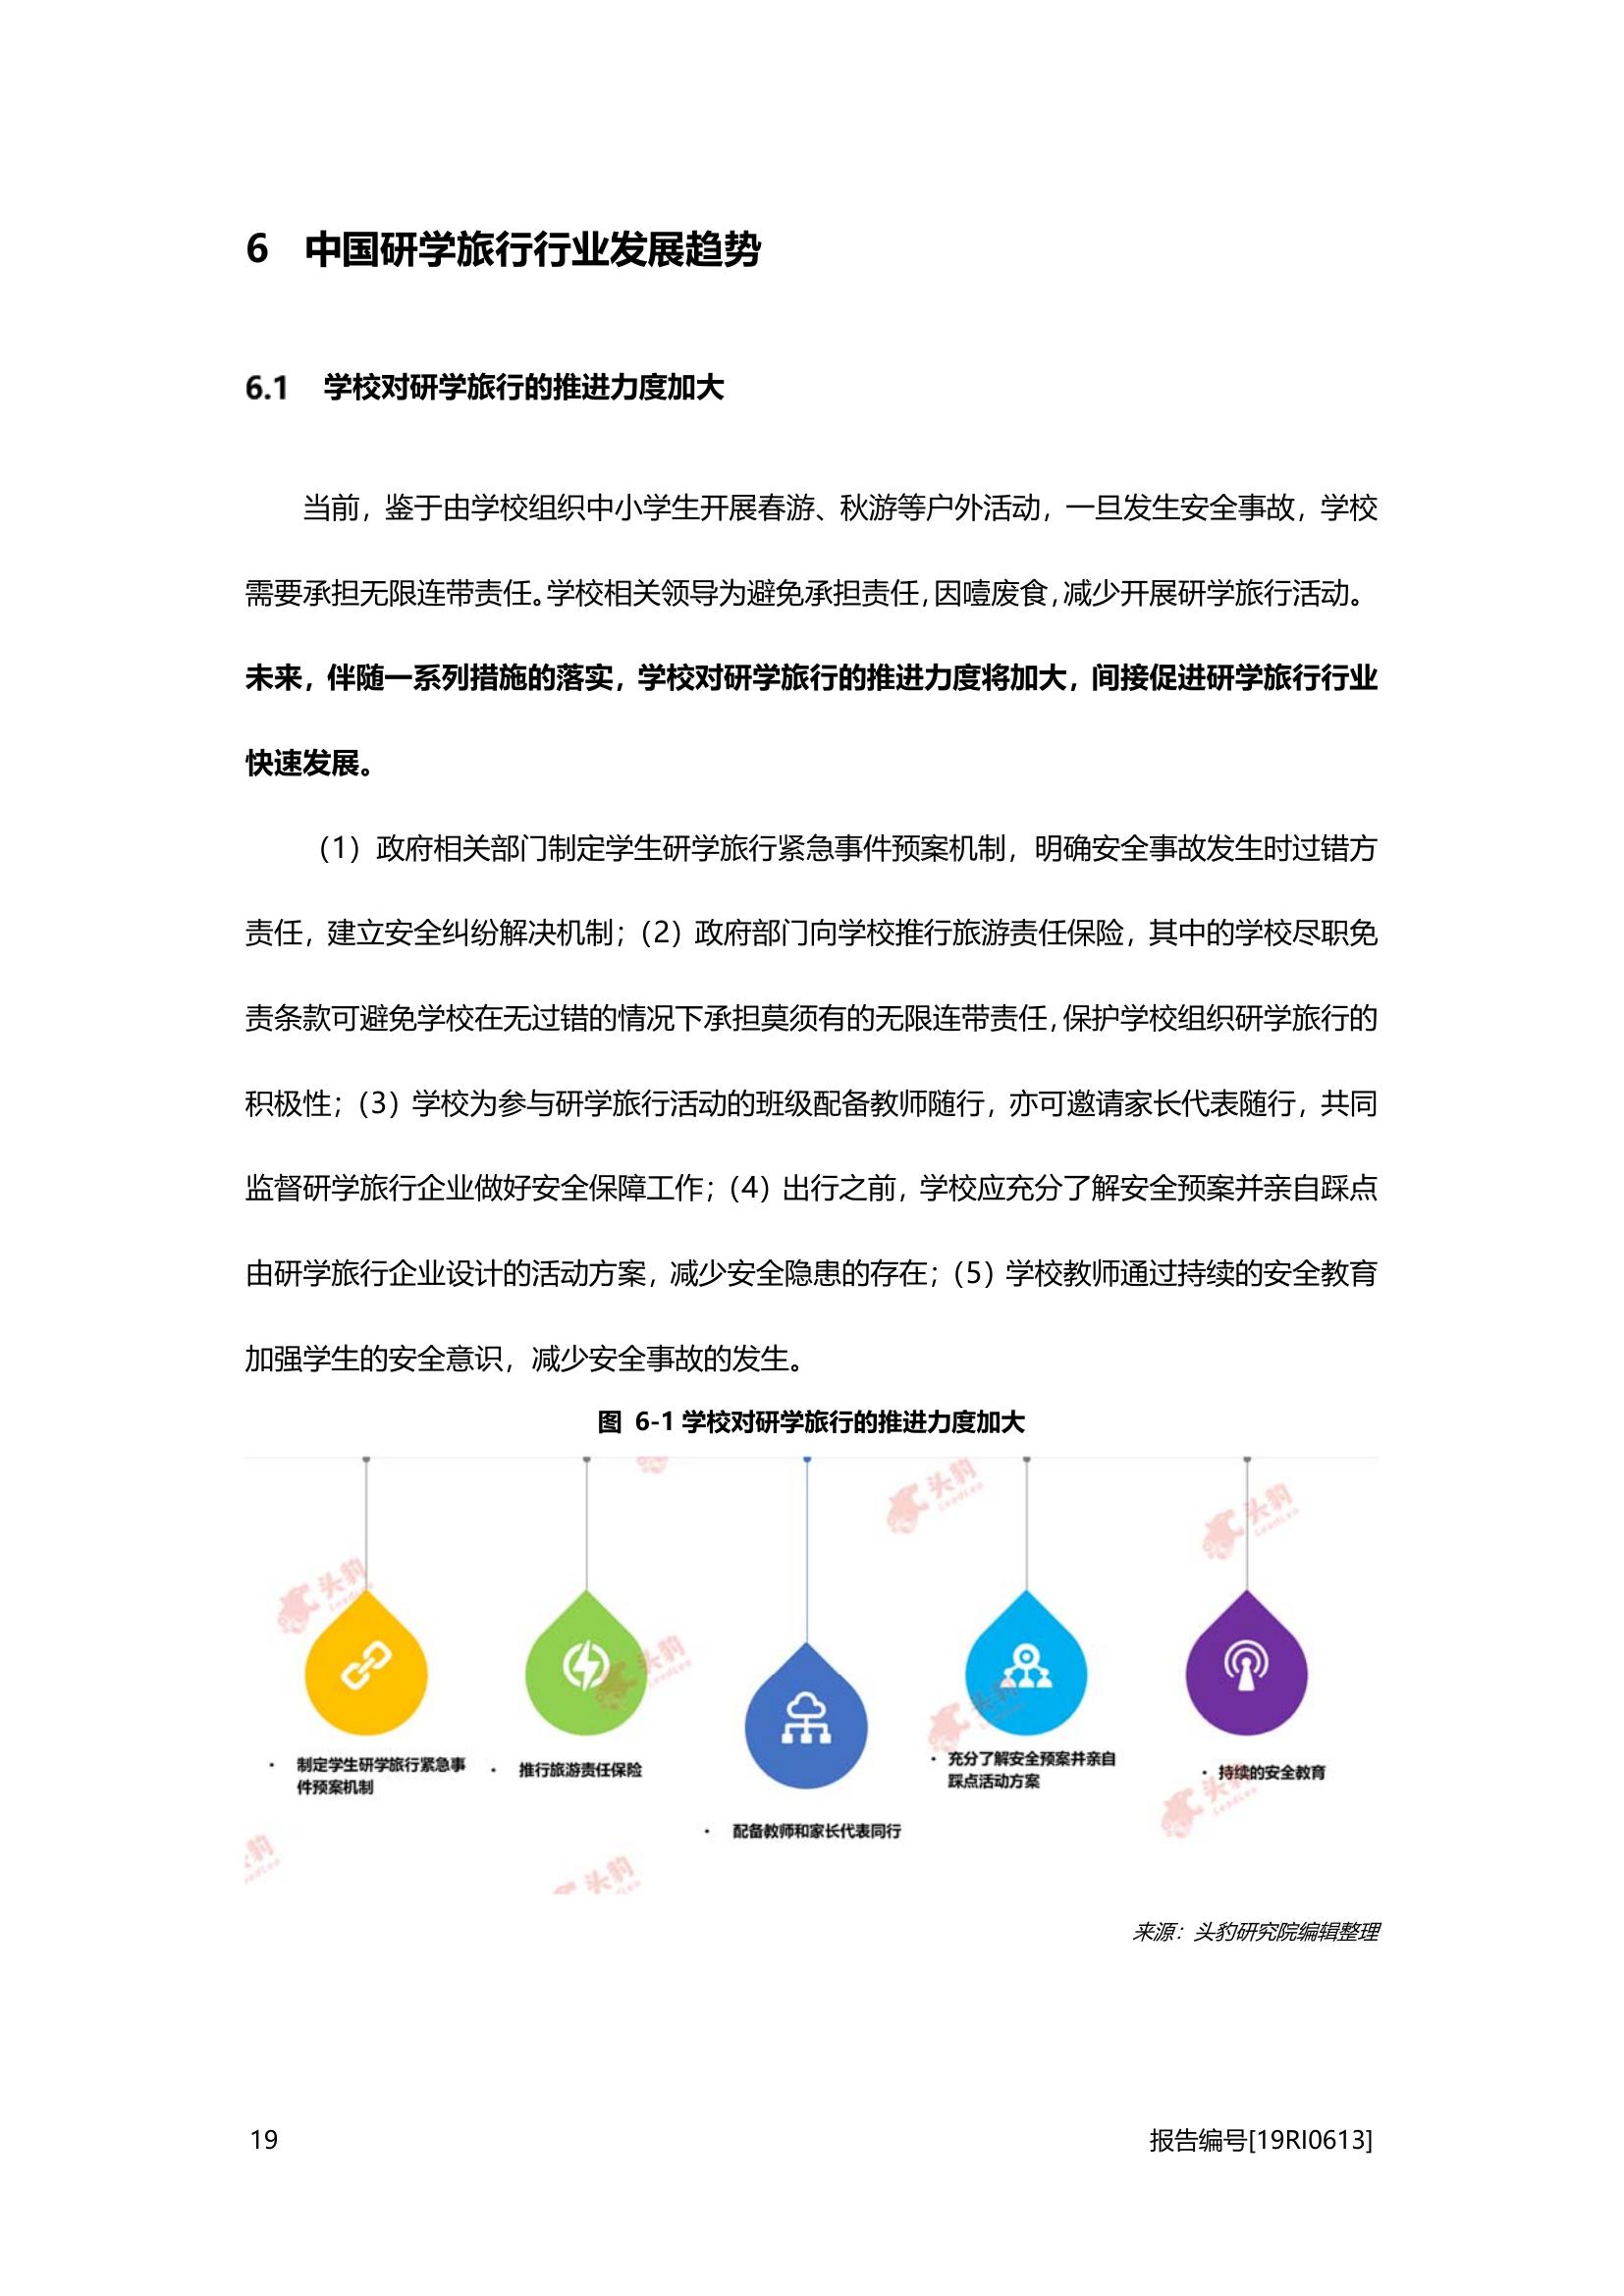 6 中国研学旅行行业发展趋势
6.1 学校对研学旅行的推进力度加大
当前，鉴于由学校组织中小学生开展春游、秋游等户外活动，一旦发生安全事故，学校
需要承担无限连带责任。学校相关领导为避免承担责任，因噎废食，减少开展研学旅行活动。
未来，伴随一系列措施的落实，学校对研学旅行的推进力度将加大，间接促进研学旅行行业
快速发展。
（1）政府相关部门制定学生研学旅行紧急事件预案机制，明确安全事故发生时过错方
责任，建立安全纠纷解决机制；（2）政府部门向学校推行旅游责任保险，其中的学校尽职免
责条款可避免学校在无过错的情况下承担莫须有的无限连带责任，保护学校组织研学旅行的
积极性；（3）学校为参与研学旅行活动的班级配备教师随行，亦可邀请家长代表随行，共同
监督研学旅行企业做好安全保障工作；（4）出行之前，学校应充分了解安全预案并亲自踩点
由研学旅行企业设计的活动方案，减少安全隐患的存在；（5）学校教师通过持续的安全教育
加强学生的安全意识，减少安全事故的发生。
图 6-1 学校对研学旅行的推进力度加大
头豹
LeadLeo
头豹
LeadLeo
头豹
LeadLeo
头豹
LeadLeo
头豹
LeadLeo
• 制定学生研学旅行紧急事
件预案机制
• 推行旅游责任保险
• 配备教师和家长代表同行
• 充分了解安全预案并亲自
踩点活动方案
• 持续的安全教育
头豹
LeadLeo
头豹
LeadLeo
来源：头豹研究院编辑整理
19
报告编号[19RI0613]